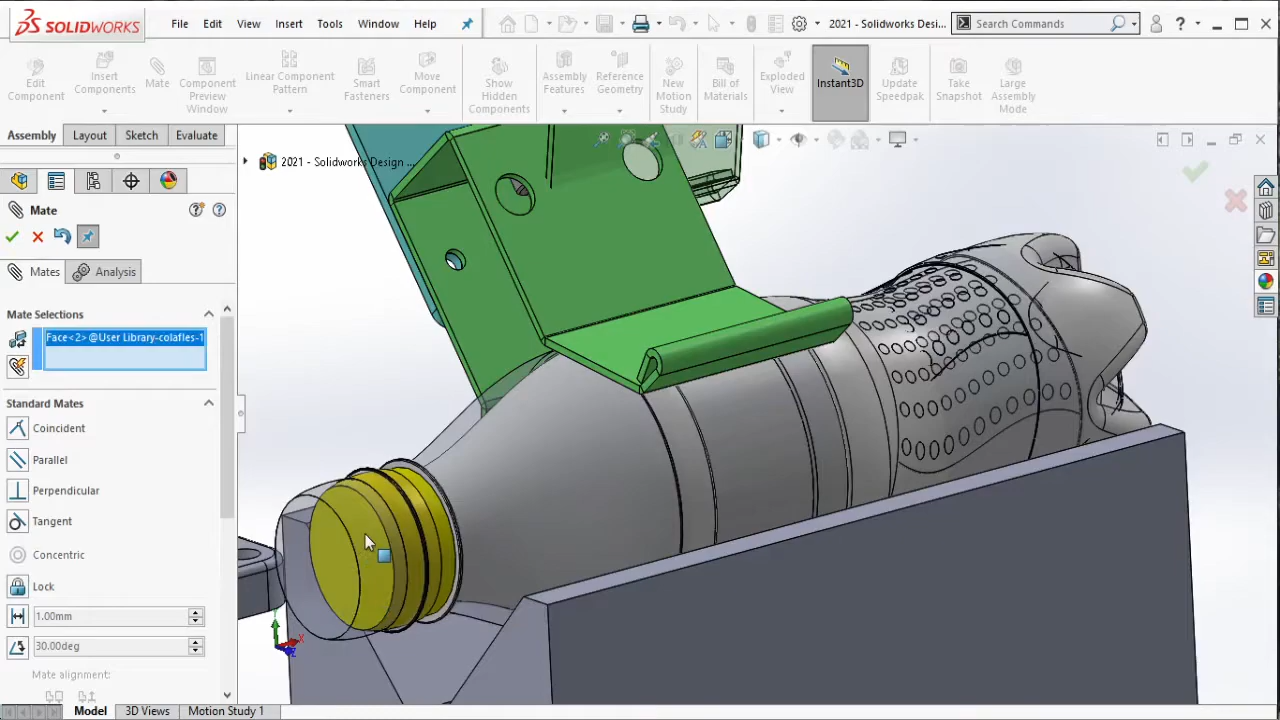 SOLIDWORKS
File Edit View Insert Tools Window Help
2021 - Solidworks Desi...
Search Commands
Edit Component
Insert Components
Mate
Component Preview Window
Linear Component Pattern
Smart Fasteners
Move Component
Show Hidden Components
Assembly Features
Reference Geometry
New Motion Study
Bill of Materials
Exploded View
Instant3D
Update Speedpak
Take Snapshot
Large Assembly Mode
Assembly Layout Sketch Evaluate
2021 - Solidworks Design ...
Mate
Mates Analysis
Mate Selections
Face<2>@User Library-colafles-1
Standard Mates
Coincident
Parallel
Perpendicular
Tangent
Concentric
Lock
1.00mm
30.00deg
Mate alignment:
X
Z
Model 3D Views Motion Study 1